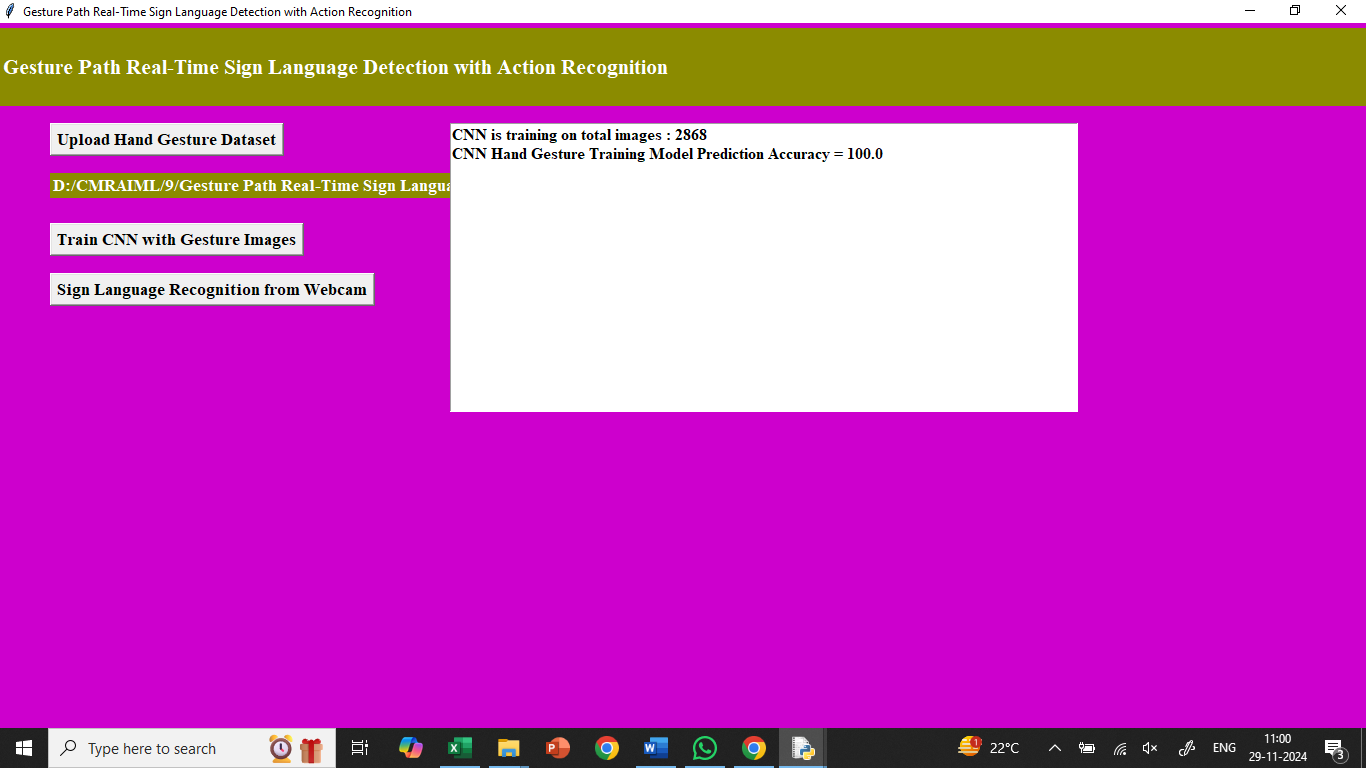 Gesture Path Real-Time Sign Language Detection with Action Recognition
Gesture Path Real-Time Sign Language Detection with Action Recognition
Upload Hand Gesture Dataset
D:/CMRAIML/9/Gesture Path Real-Time Sign Langua
Train CNN with Gesture Images
Sign Language Recognition from Webcam
CNN is training on total images : 2868
CNN Hand Gesture Training Model Prediction Accuracy = 100.0
Type here to search
1
22°C
ENG
11:00
29-11-2024
3